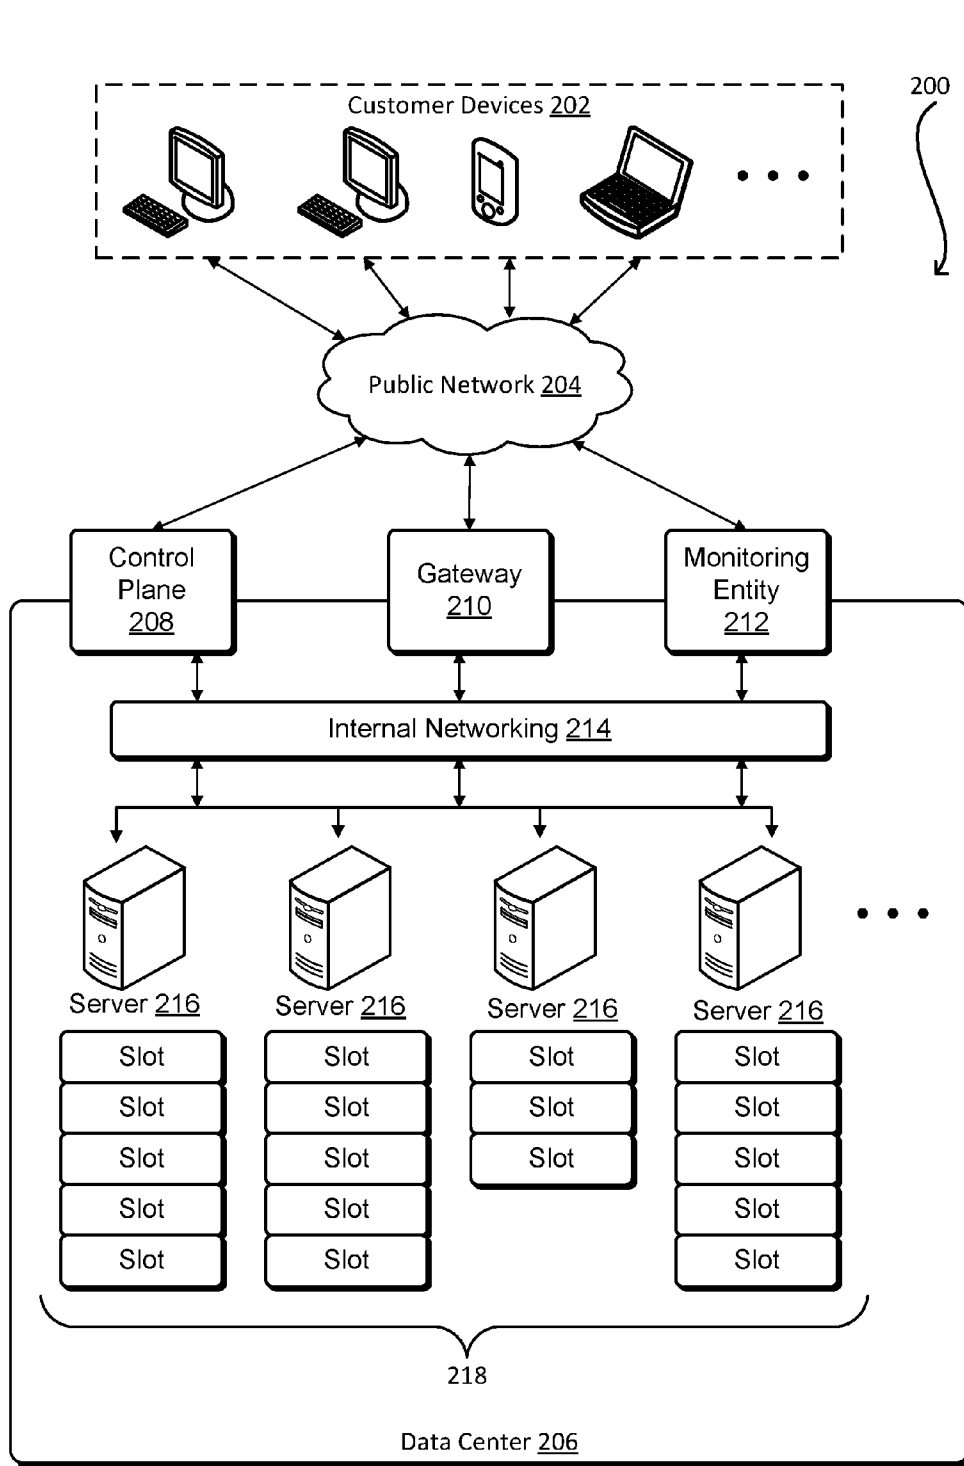 200
Customer Devices 202
Public Network 204
Control
Plane
208
Gateway
210
Monitoring
Entity
212
Internal Networking 214
Server 216 Server 216 Server 216 Server 216
Slot Slot Slot Slot
Slot Slot Slot Slot
Slot Slot Slot Slot
Slot Slot Slot
Slot Slot Slot
218
Data Center 206